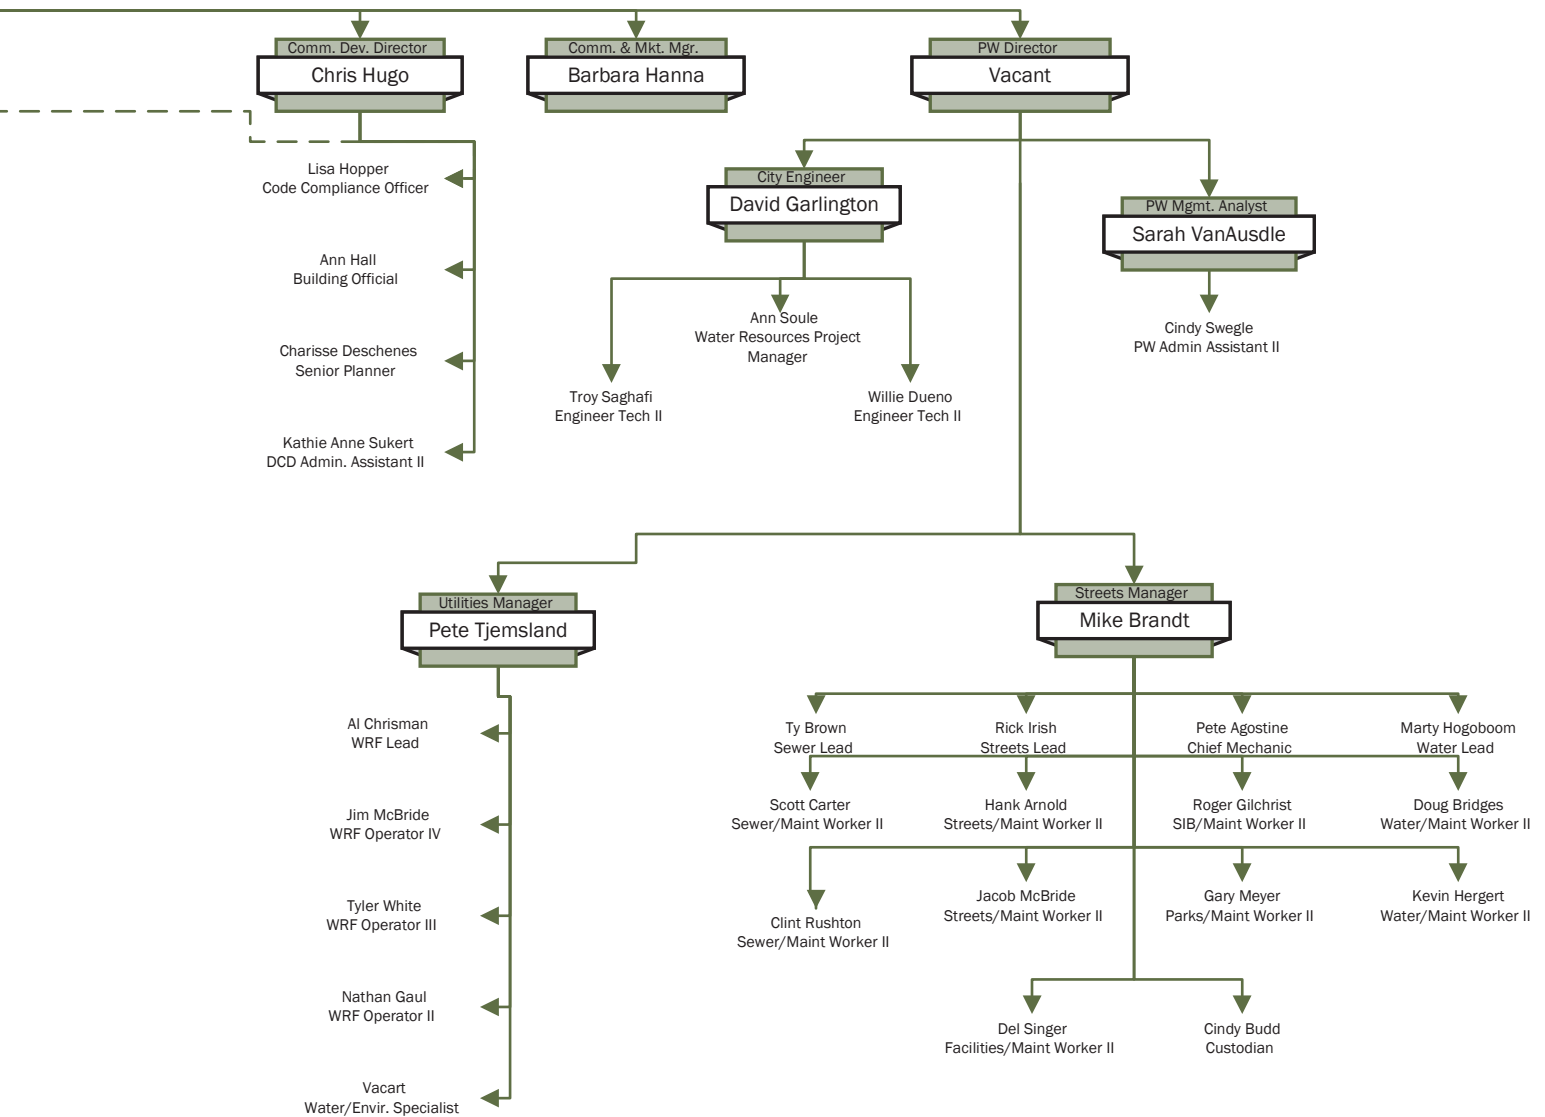 Comm. Dev. Director
Chris Hugo
Comm. & Mkt. Mgr.
Barbara Hanna
PW Director
Vacant
Lisa Hopper
Code Compliance Officer
Ann Hall
Building Official
Charisse Deschenes
Senior Planner
Kathie Anne Sukert
DCD Admin. Assistant II
City Engineer
David Garlington
PW Mgmt. Analyst
Sarah VanAusdle
Ann Soule
Water Resources Project
Manager
Cindy Swegle
PW Admin Assistant II
Troy Saghafi
Engineer Tech II
Willie Dueno
Engineer Tech II
Utilities Manager
Pete Tjemsland
Al Chrisman
WRF Lead
Jim McBride
WRF Operator IV
Tyler White
WRF Operator III
Nathan Gaul
WRF Operator II
Vacart
Water/Envir. Specialist
Streets Manager
Mike Brandt
Ty Brown
Sewer Lead
Rick Irish
Streets Lead
Pete Agostine
Chief Mechanic
Marty Hogoboom
Water Lead
Scott Carter
Sewer/Maint Worker II
Hank Arnold
Streets/Maint Worker II
Roger Gilchrist
SIB/Maint Worker II
Doug Bridges
Water/Maint Worker II
Clint Rushton
Sewer/Maint Worker II
Jacob McBride
Streets/Maint Worker II
Gary Meyer
Parks/Maint Worker II
Kevin Hergert
Water/Maint Worker II
Del Singer
Facilities/Maint Worker II
Cindy Budd
Custodian